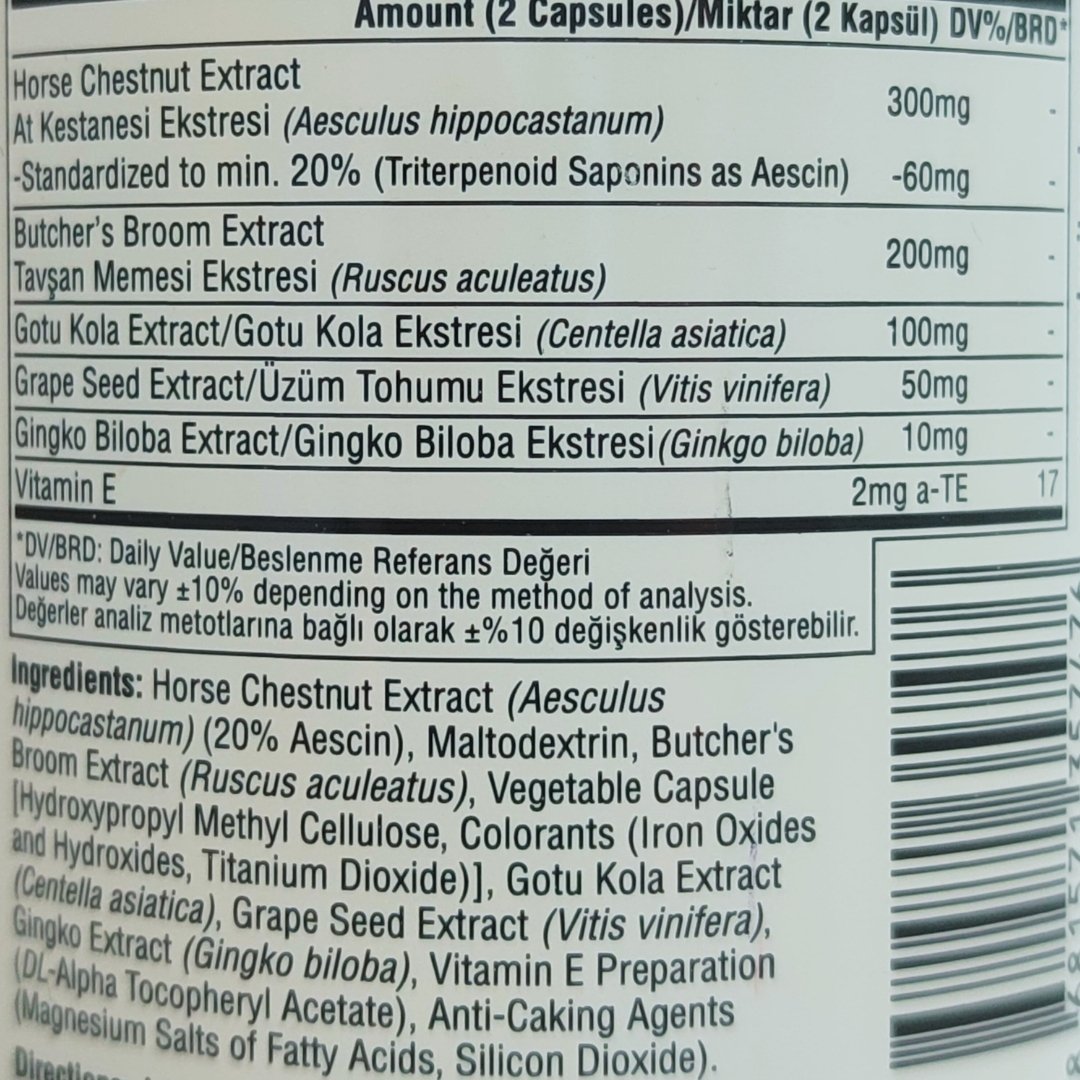 Amount (2 Capsules)/Miktar (2 Kapsül) DV%/BRD*
Horse Chestnut Extract
At Kestanesi Ekstresi (Aesculus hippocastanum) 300mg -
-Standardized to min. 20% (Triterpenoid Saponins as Aescin) -60mg -
Butcher's Broom Extract
Tavşan Memesi Ekstresi (Ruscus aculeatus) 200mg -
Gotu Kola Extract/Gotu Kola Ekstresi (Centella asiatica) 100mg -
Grape Seed Extract/Üzüm Tohumu Ekstresi (Vitis vinifera) 50mg -
Gingko Biloba Extract/Gingko Biloba Ekstresi(Ginkgo biloba) 10mg -
Vitamin E 2mg a-TE 17
*DV/BRD: Daily Value/Beslenme Referans Değeri
Values may vary ±10% depending on the method of analysis.
Değerler analiz metotlarına bağlı olarak ±%10 değişkenlik gösterebilir.
Ingredients: Horse Chestnut Extract (Aesculus
hippocastanum) (20% Aescin), Maltodextrin, Butcher's
Broom Extract (Ruscus aculeatus), Vegetable Capsule
[Hydroxypropyl Methyl Cellulose, Colorants (Iron Oxides
and Hydroxides, Titanium Dioxide)], Gotu Kola Extract
(Centella asiatica), Grape Seed Extract (Vitis vinifera),
Gingko Extract (Gingko biloba), Vitamin E Preparation
(DL-Alpha Tocopheryl Acetate), Anti-Caking Agents
(Magnesium Salts of Fatty Acids, Silicon Dioxide).